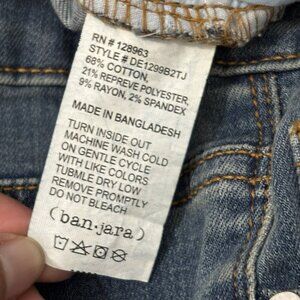 RN # 128963
STYLE # DE1299B2TJ
68% COTTON,
21% REPREVE POLYESTER,
9% RAYON, 2% SPANDEX
MADE IN BANGLADESH
TURN INSIDE OUT
MACHINE WASH COLD
ON GENTLE CYCLE
WITH LIKE COLORS
TUBMLE DRY LOW
REMOVE PROMPTLY
DO NOT BLEACH
(ban·jara)